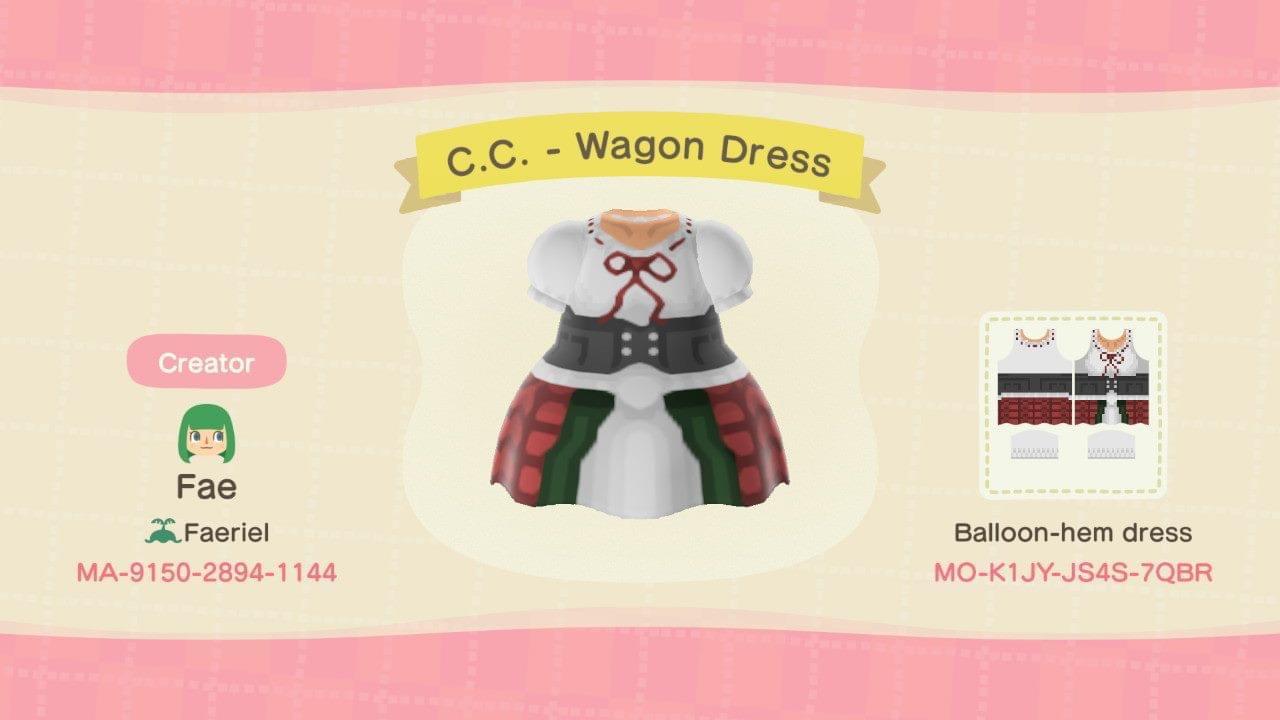 C.C. - Wagon Dress
Creator
Fae
Faeriel
MA-9150-2894-1144
Balloon-hem dress
MO-K1JY-JS4S-7QBR